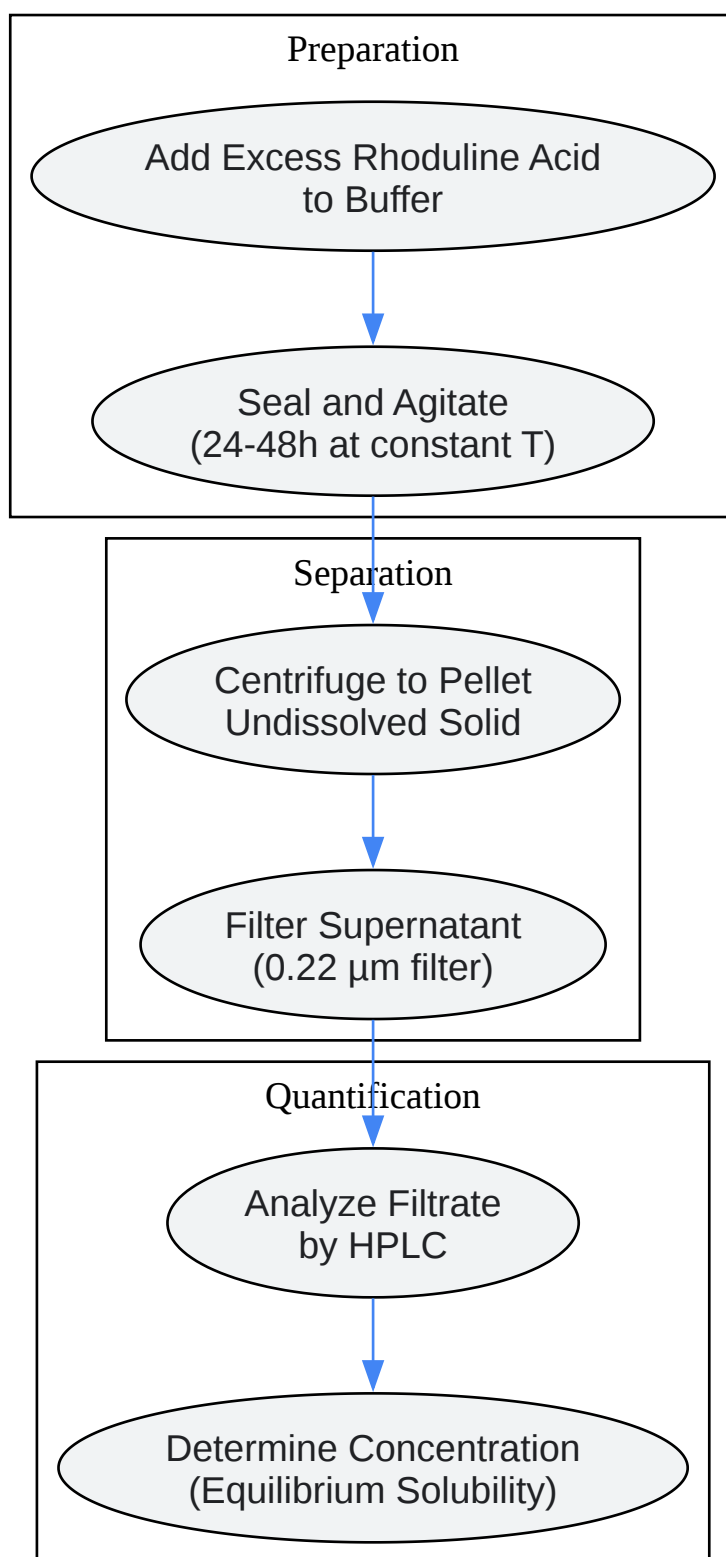 Preparation
Add Excess Rhoduline Acid
to Buffer
Seal and Agitate
(24-48h at constant T)
Separation
Centrifuge to Pellet
Undissolved Solid
Filter Supernatant
(0.22 µm filter)
Quantification
Analyze Filtrate
by HPLC
Determine Concentration
(Equilibrium Solubility)